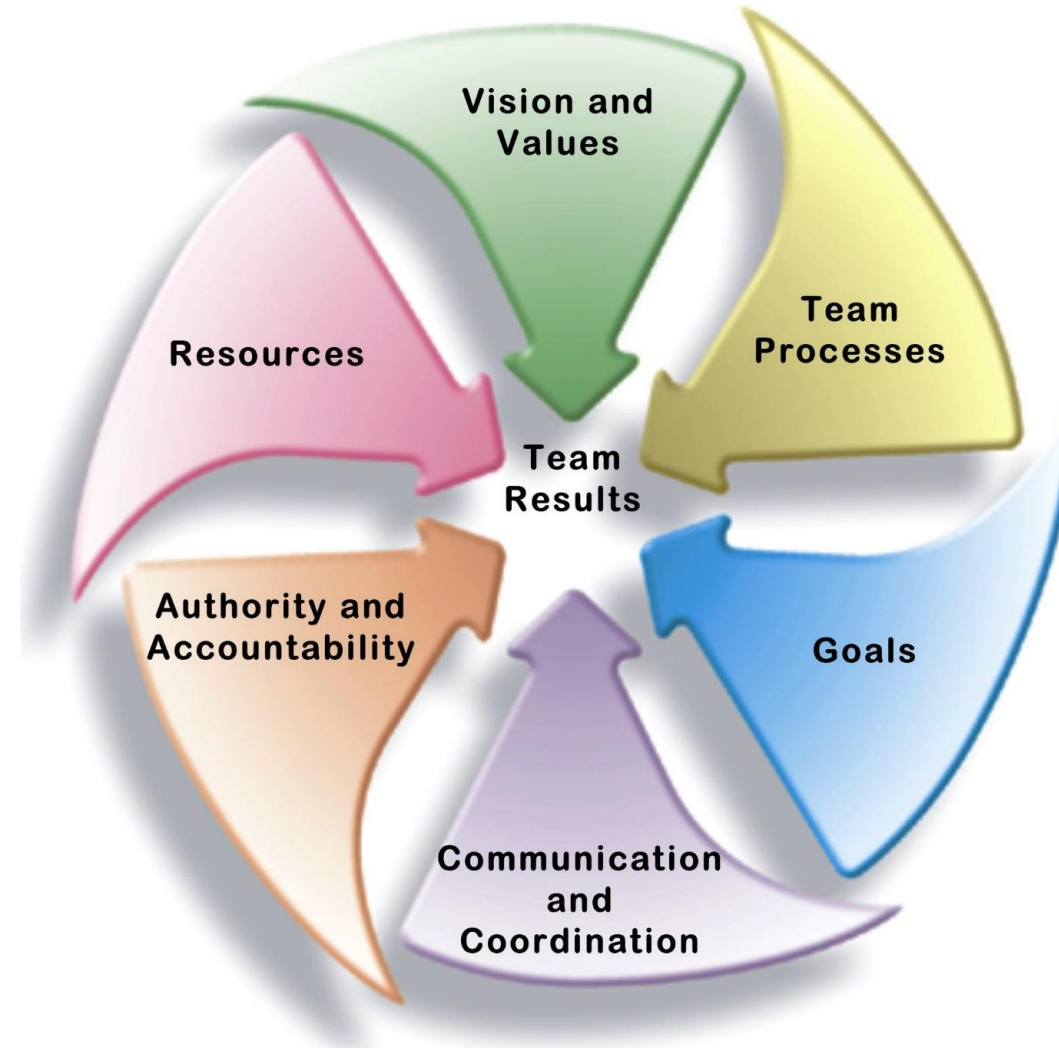 Vision and
Values
Team
Processes
Resources
Team
Results
Authority and
Accountability
Goals
Communication
and
Coordination